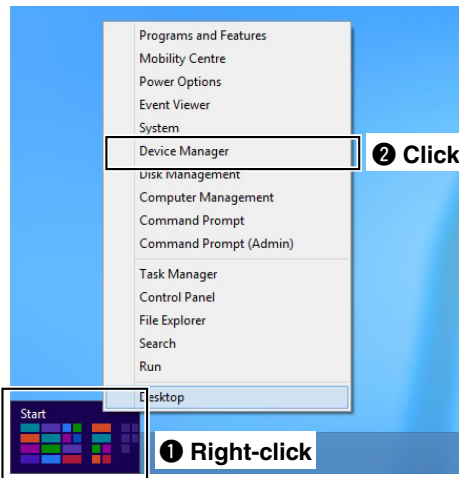 Programs and Features
Mobility Centre
Power Options
Event Viewer
System
Device Manager
❷ Click
Disk Management
Computer Management
Command Prompt
Command Prompt (Admin)
Task Manager
Control Panel
File Explorer
Search
Run
Desktop
Start
❶ Right-click